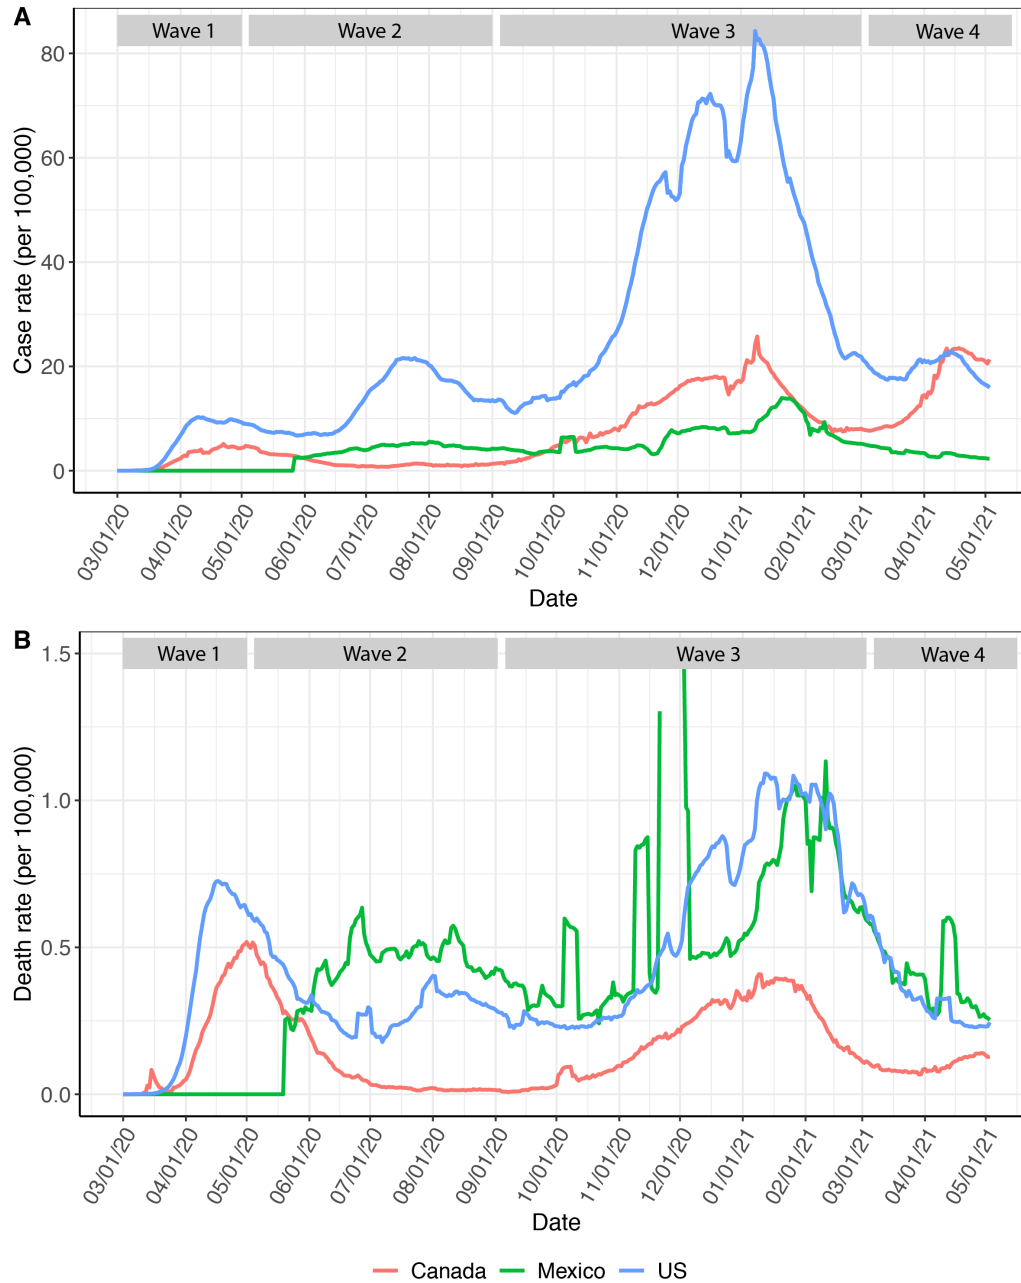 A
Wave 1 Wave 2 Wave 3 Wave 4
80
60
40
20
0
Case rate (per 100,000)
03/01/20 04/01/20 05/01/20 06/01/20 07/01/20 08/01/20 09/01/20 10/01/20 11/01/20 12/01/20 01/01/21 02/01/21 03/01/21 04/01/21 05/01/21
Date
B
Wave 1 Wave 2 Wave 3 Wave 4
1.5
1.0
0.5
0.0
Death rate (per 100,000)
03/01/20 04/01/20 05/01/20 06/01/20 07/01/20 08/01/20 09/01/20 10/01/20 11/01/20 12/01/20 01/01/21 02/01/21 03/01/21 04/01/21 05/01/21
Date
Canada Mexico US